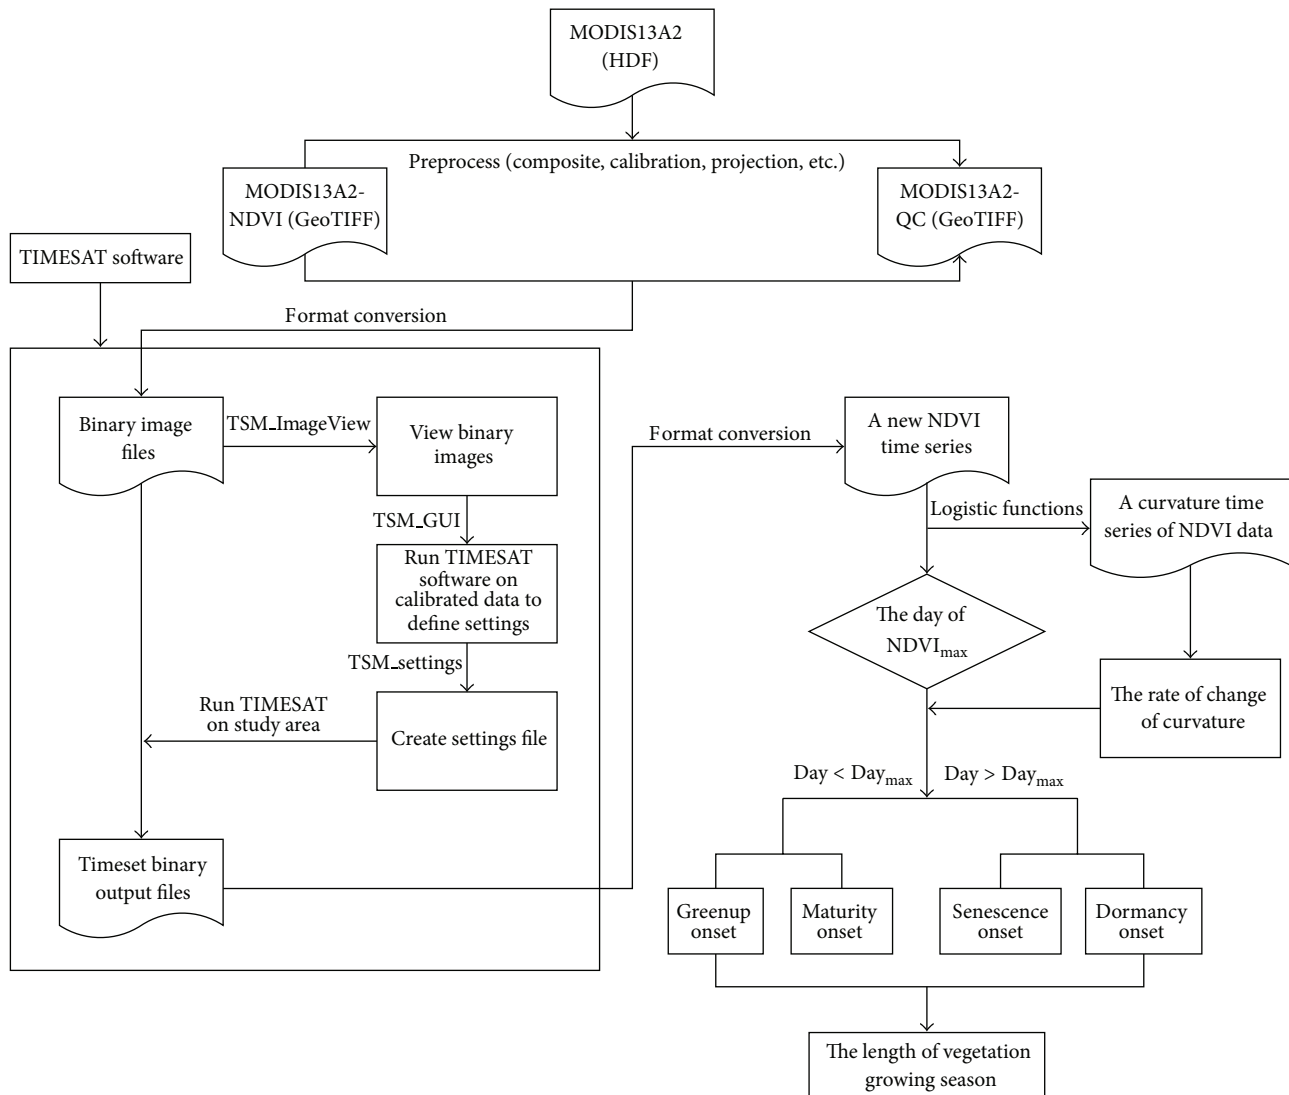 MODIS13A2
(HDF)
Preprocess (composite, calibration, projection, etc.)
MODIS13A2-
NDVI (GeoTIFF)
MODIS13A2-
QC (GeoTIFF)
TIMESAT software
Format conversion
Binary image
files
TSM_ImageView
View binary
images
TSM_GUI
Run TIMESAT
software on
calibrated data to
define settings
TSM_settings
Run TIMESAT
on study area
Create settings file
Timeset binary
output files
Format conversion
A new NDVI
time series
Logistic functions
A curvature time
series of NDVI data
The day of
NDVImax
The rate of change
of curvature
Day < Daymax
Day > Daymax
Greenup
onset
Maturity
onset
Senescence
onset
Dormancy
onset
The length of vegetation
growing season